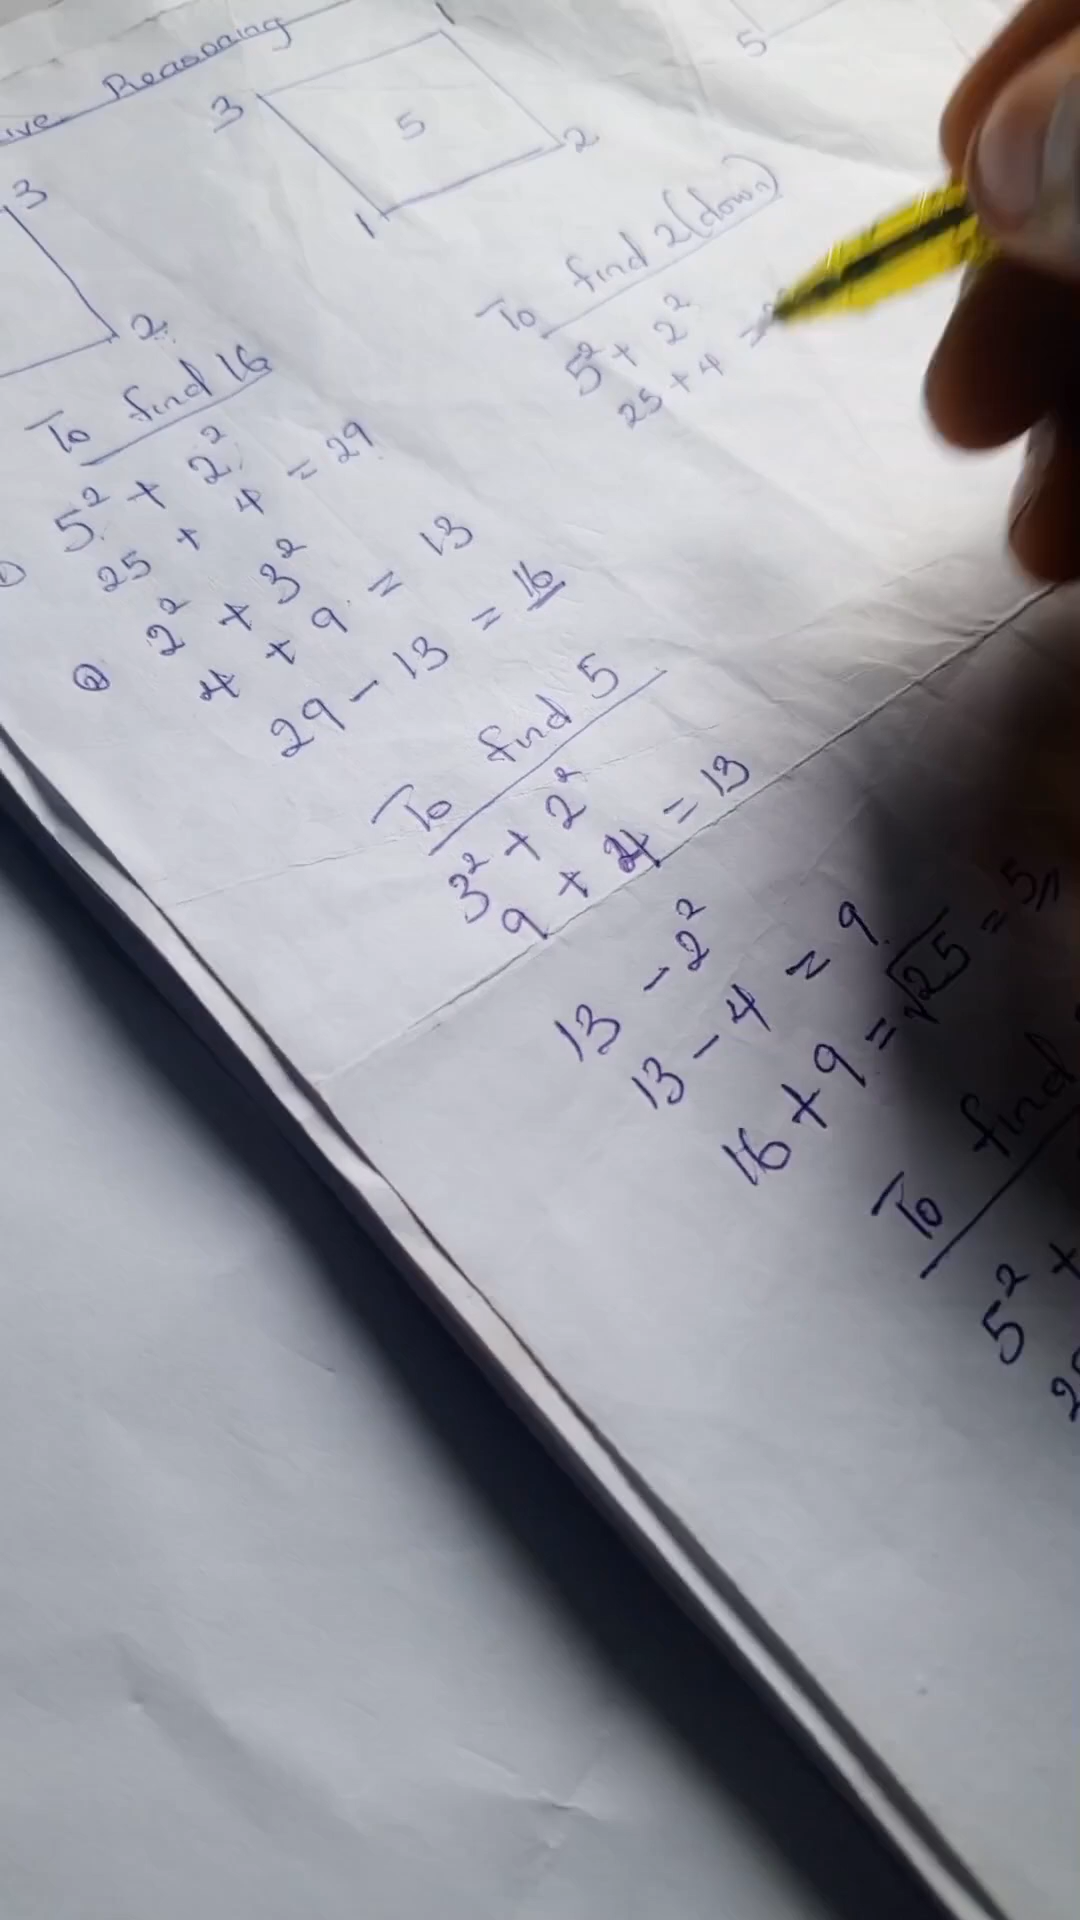 Reasoning
1
5
3
5
2
1
3
2
To find 16
5² + 2²
25 + 4 = 29
2² + 3²
② 4 + 9 = 13
29 - 13 = 16
To find 2 (down)
5² + 2²
25 + 4 =
To find 5
3² + 2²
9 + 4 = 13
13 - 2²
13 - 4 = 9
16 + 9 = √25 = 5
To find
5² +